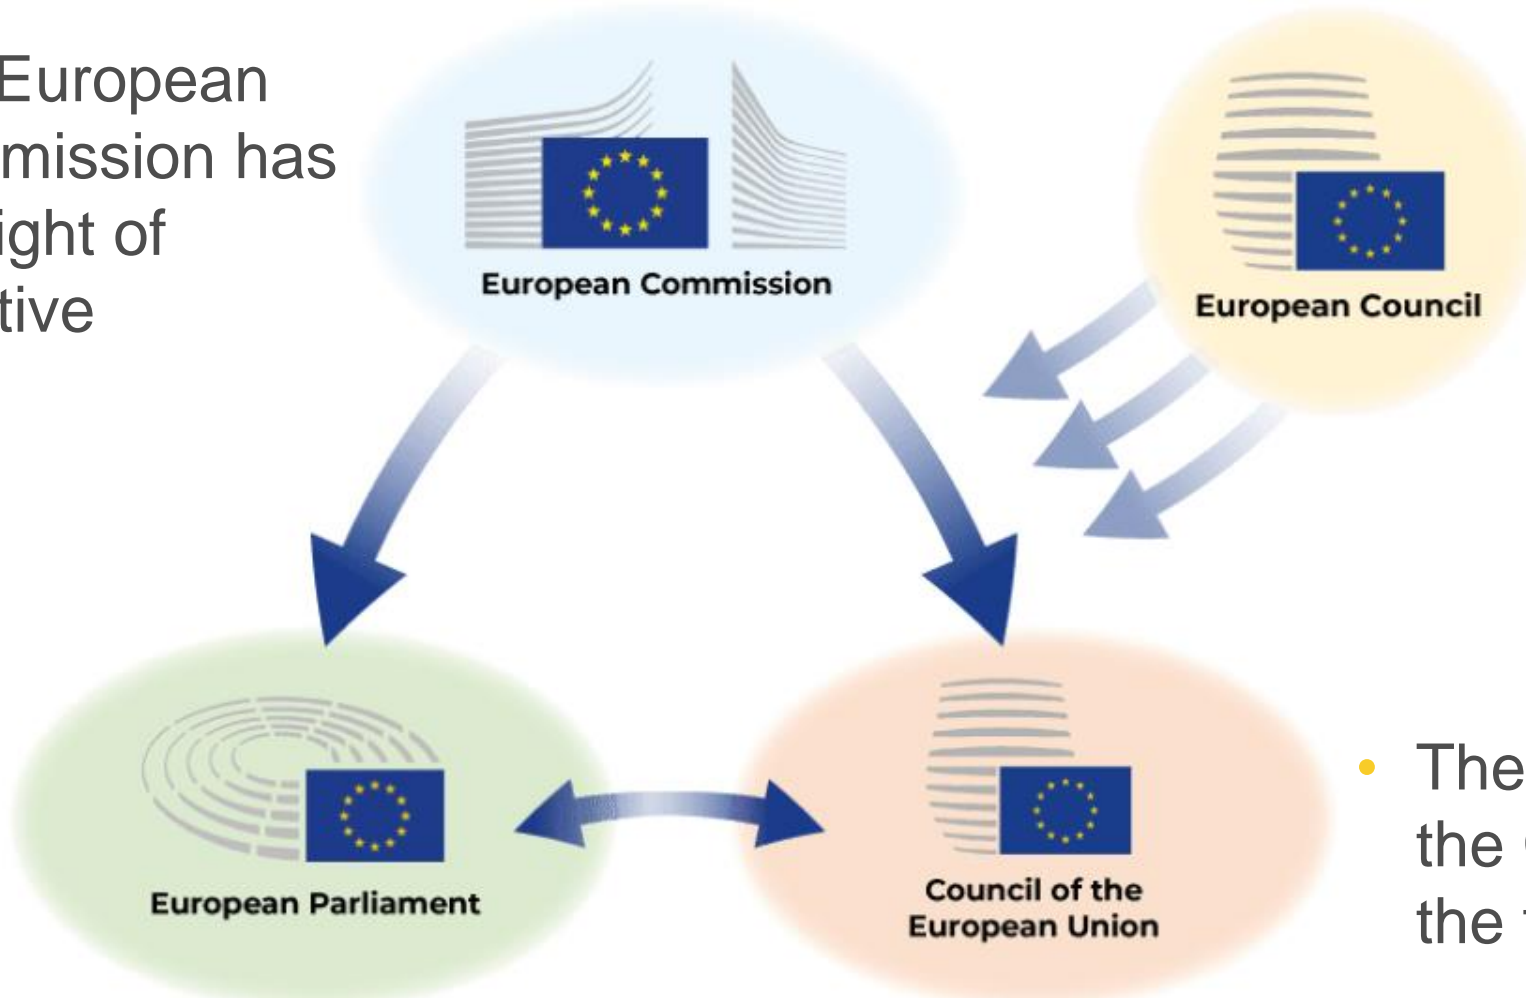 European
mission has
ight of
tive
European Commission
European Council
European Parliament
Council of the
European Union
• The
the
the